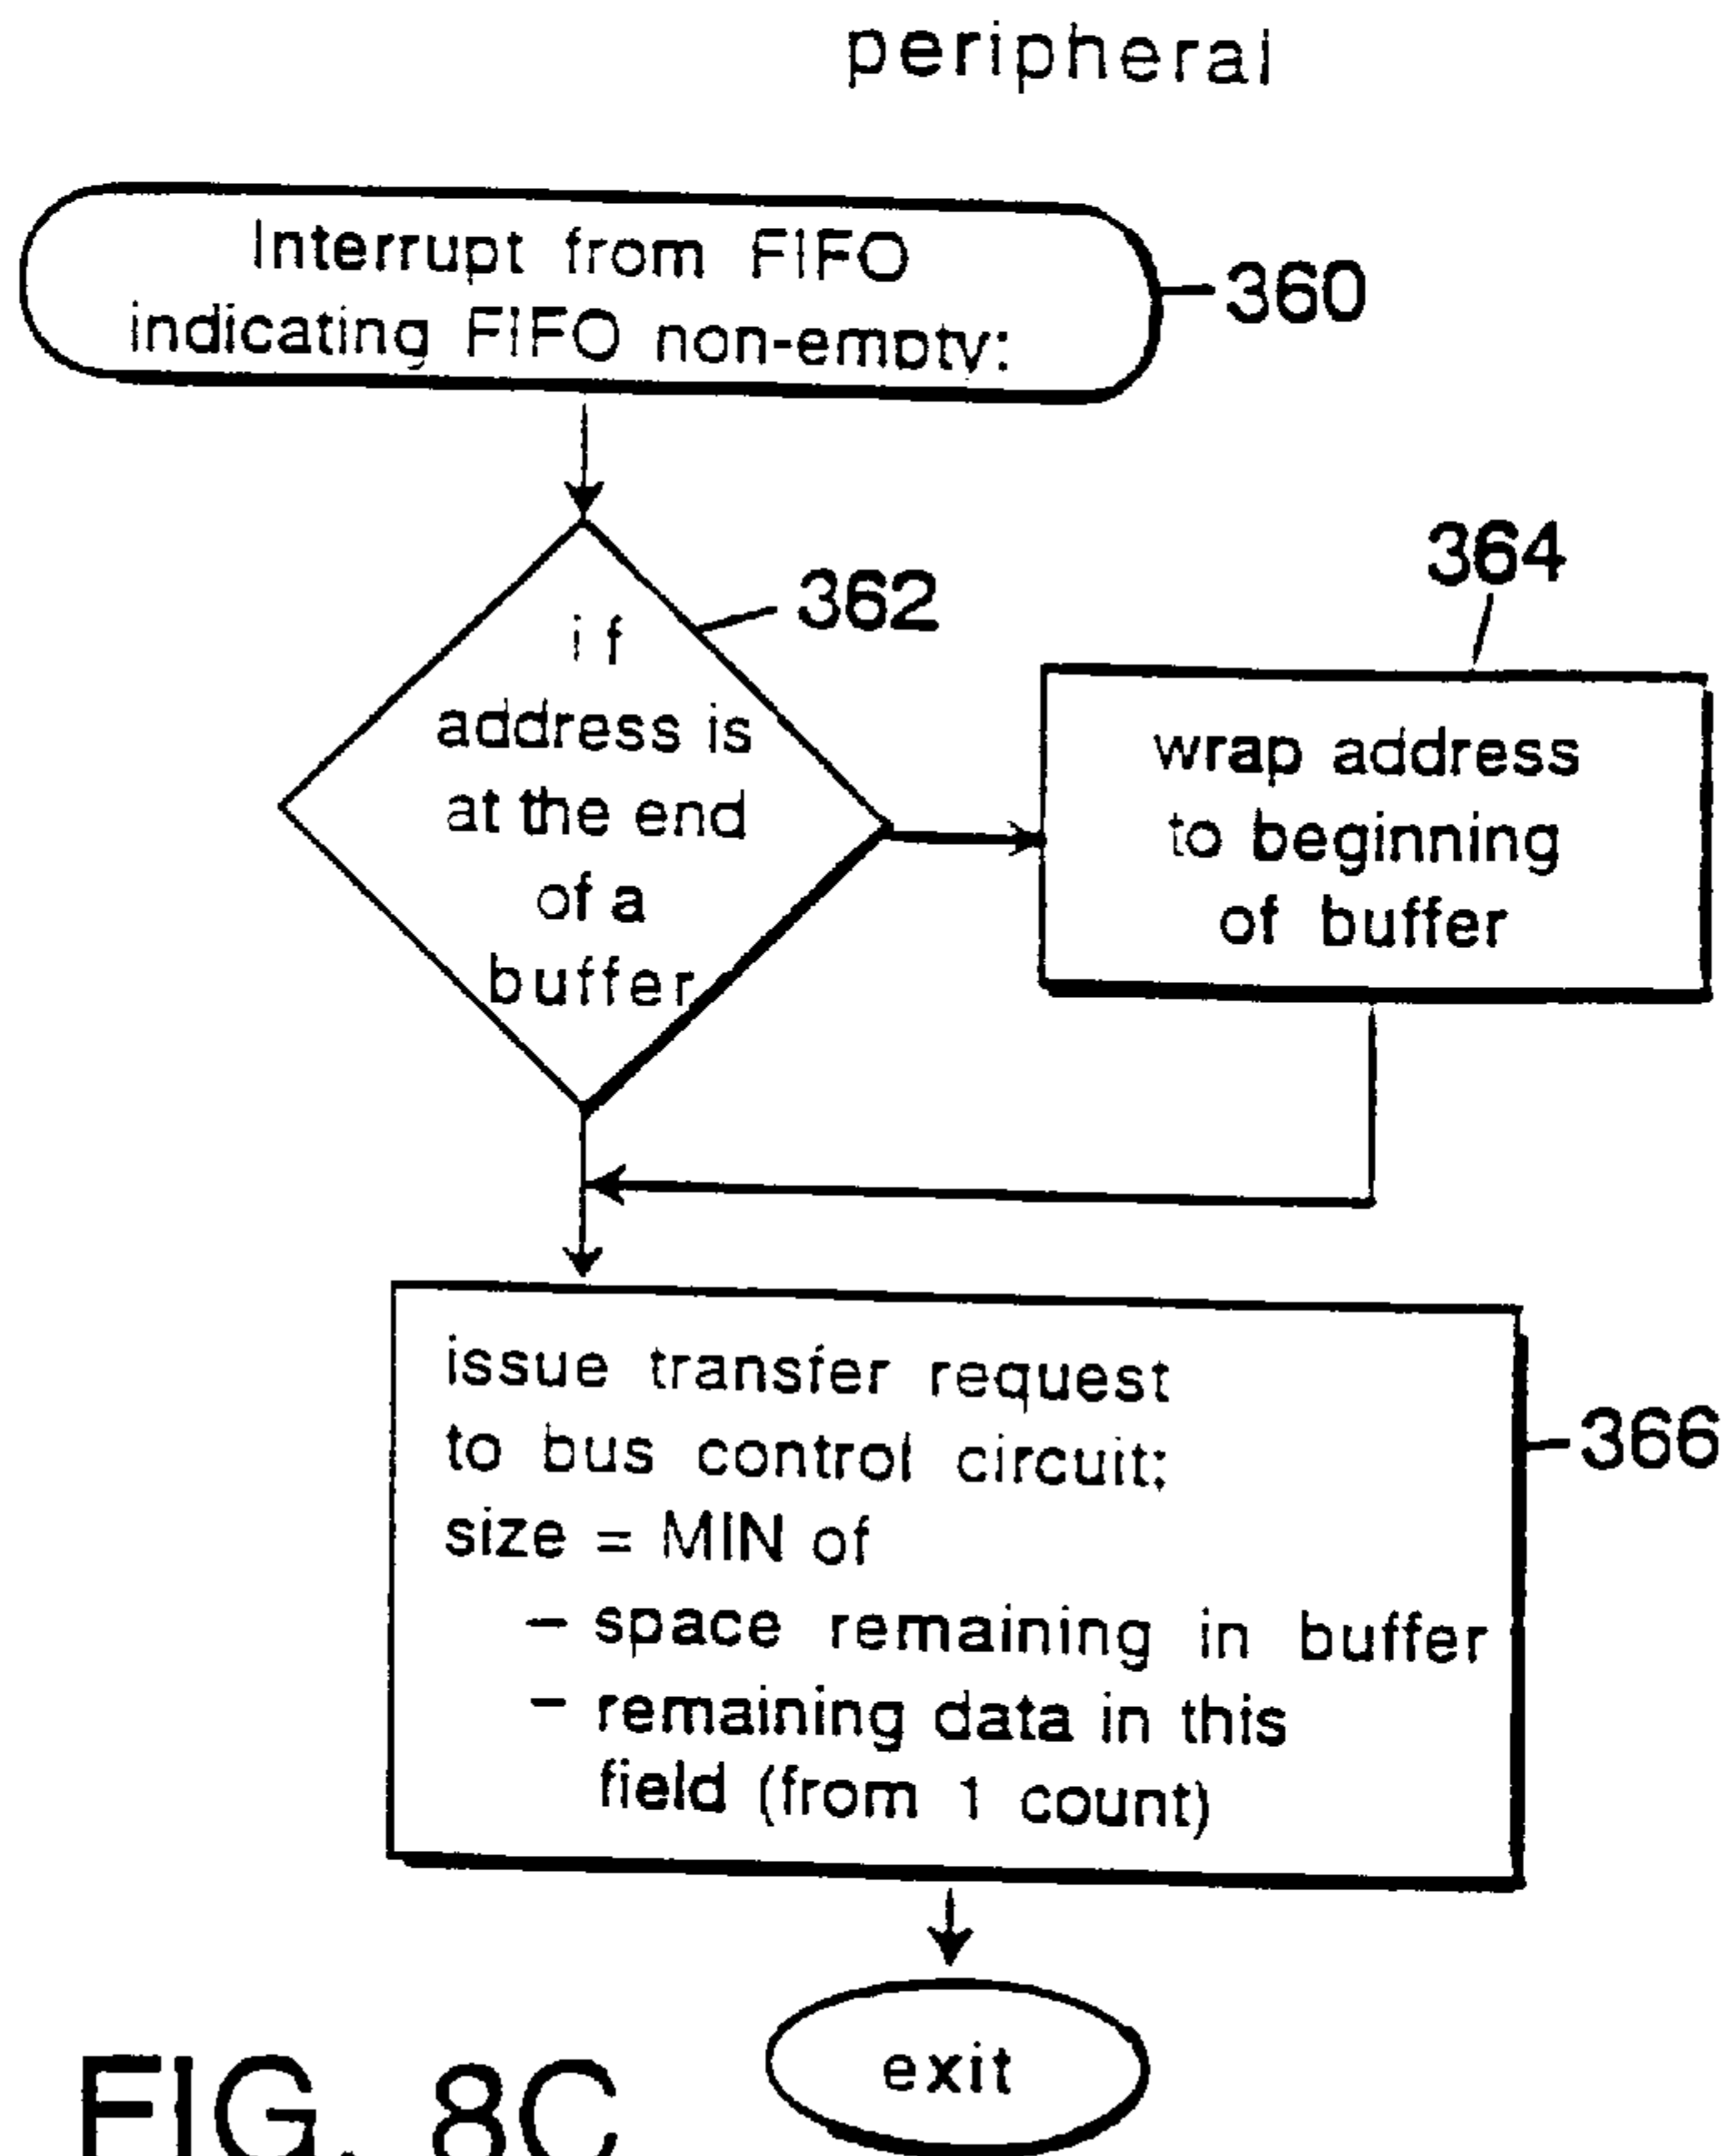 peripheral
Interrupt from FIFO
indicating FIFO non-empty:
360
362
if
address is
at the end
of a
buffer
364
wrap address
to beginning
of buffer
issue transfer request
to bus control circuit:
size = MIN of
– space remaining in buffer
– remaining data in this
field (from 1 count)
366
exit
FIG. 8C